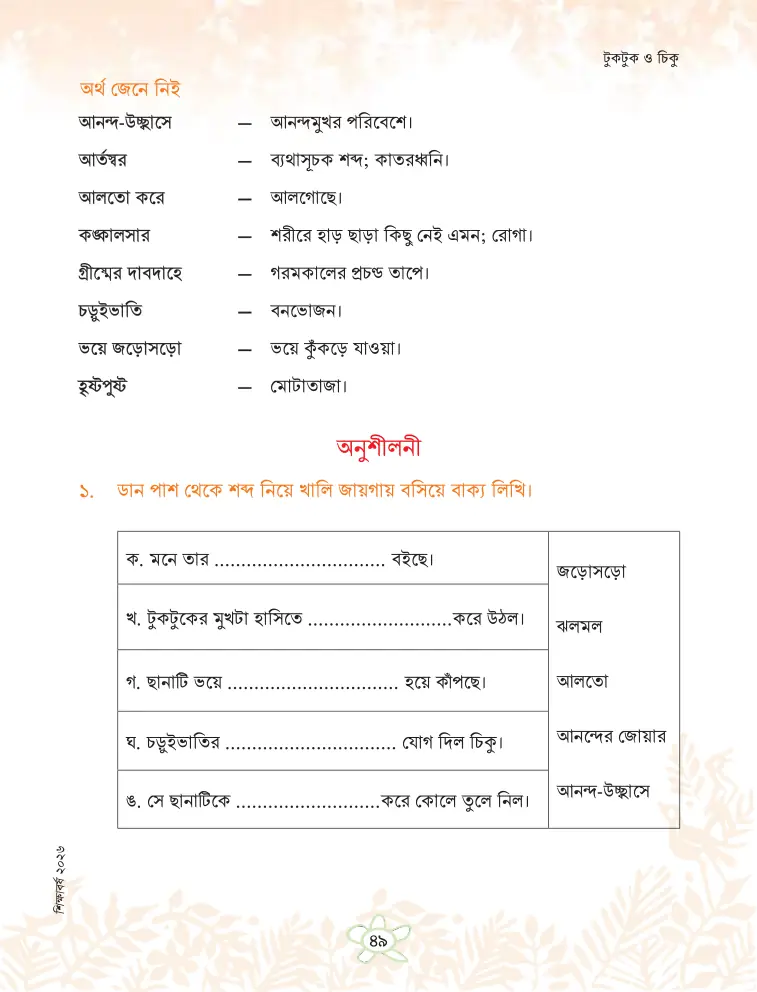 টুকটুক ও চিকু
অর্থ জেনে নিই
আনন্দ-উচ্ছ্বাসে — আনন্দমুখর পরিবেশে।
আর্তস্বর — ব্যথাসূচক শব্দ; কাতরধ্বনি।
আলতো করে — আলগোছে।
কঙ্কালসার — শরীরে হাড় ছাড়া কিছু নেই এমন; রোগা।
গ্রীষ্মের দাবদাহে — গরমকালের প্রচন্ড তাপে।
চড়ুইভাতি — বনভোজন।
ভয়ে জড়োসড়ো — ভয়ে কুঁকড়ে যাওয়া।
হৃষ্টপুষ্ট — মোটাতাজা।
অনুশীলনী
১. ডান পাশ থেকে শব্দ নিয়ে খালি জায়গায় বসিয়ে বাক্য লিখি।
ক. মনে তার ................................ বইছে।
খ. টুকটুকের মুখটা হাসিতে ...........................করে উঠল।
গ. ছানাটি ভয়ে ................................ হয়ে কাঁপছে।
ঘ. চড়ুইভাতির ................................ যোগ দিল চিকু।
ঙ. সে ছানাটিকে ...........................করে কোলে তুলে নিল।
জড়োসড়ো
ঝলমল
আলতো
আনন্দের জোয়ার
আনন্দ-উচ্ছ্বাসে
শিক্ষাবর্ষ ২০২৬
৪৯